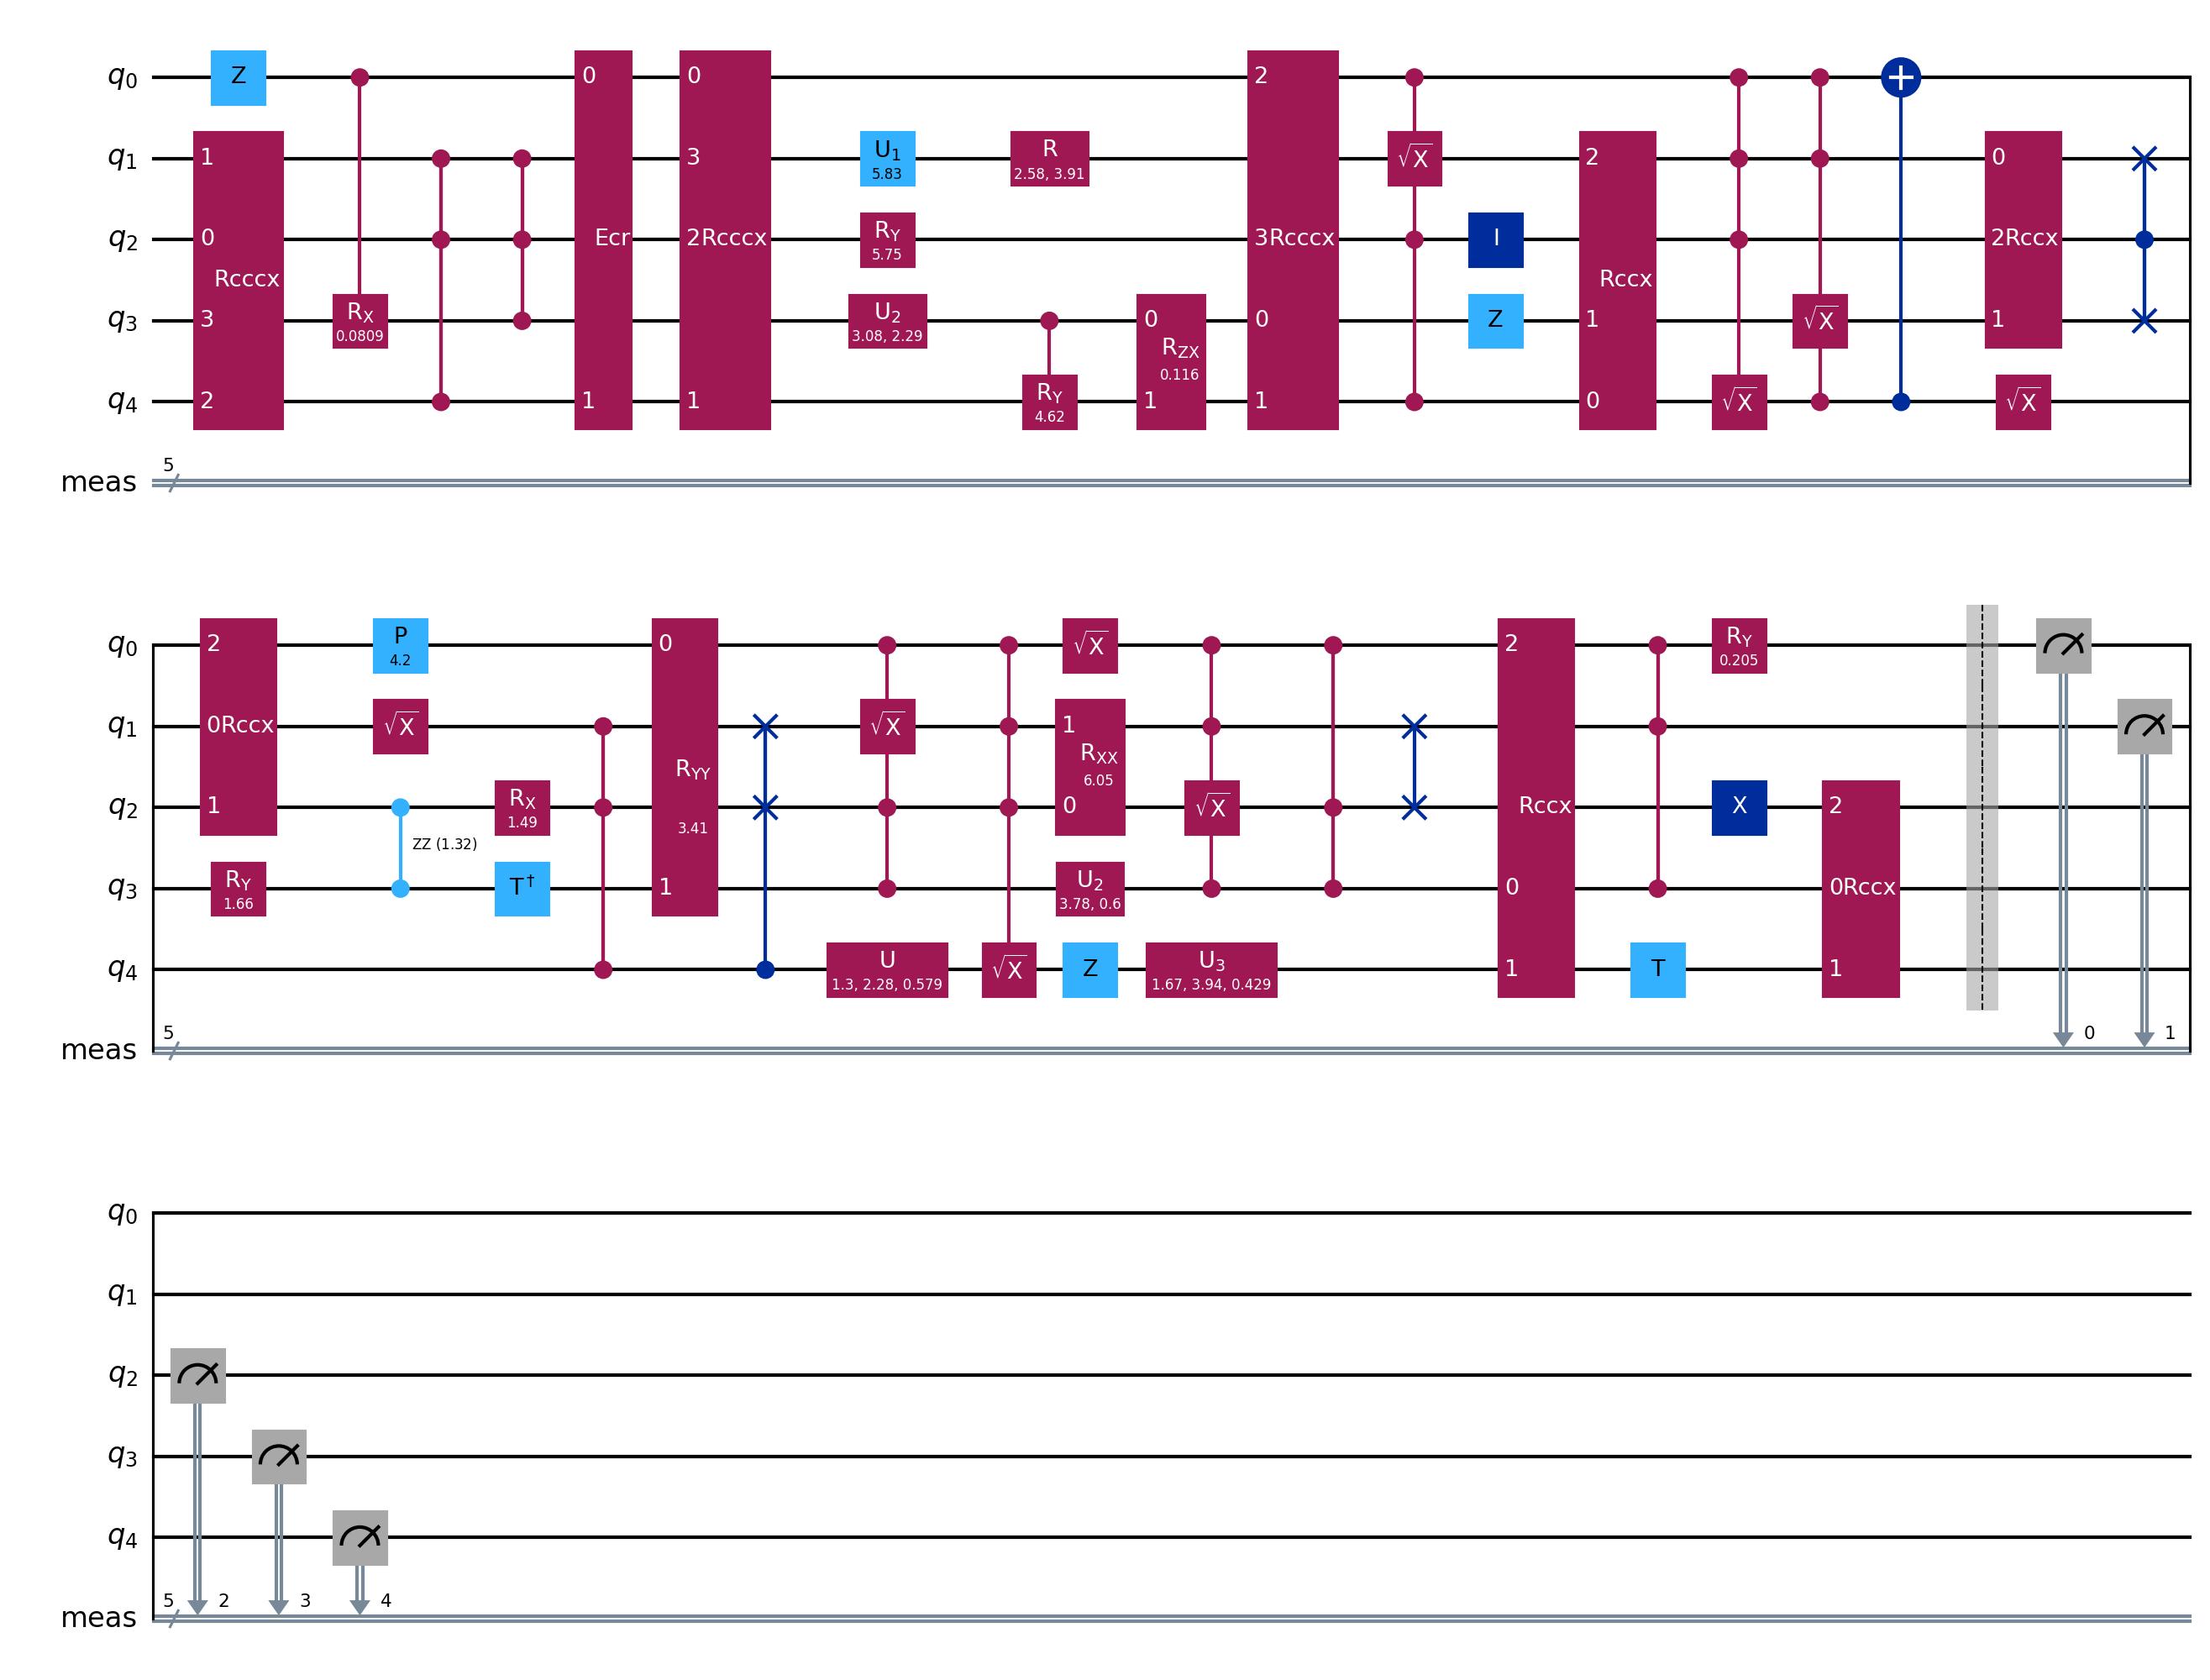 q0 Z 0 0 2
q1 1 3 U1 5.83 R 2.58, 3.91 √X 2 0
q2 0 Ecr 2Rcccx RY 5.75 3Rcccx I 2Rccx
Rcccx Rccx
q3 3 RX 0.0809 U2 3.08, 2.29 0 0 Z 1 √X 1
RZX 0.116
q4 2 1 1 RY 4.62 1 1 0 √X √X
meas 5
q0 2 P 4.2 0 √X 2 RY 0.205
q1 0Rccx √X √X 1
RYY 3.41 RXX 6.05
q2 1 RX 1.49 0 √X Rccx X 2
ZZ (1.32)
q3 RY 1.66 T† 1 U2 3.78, 0.6 0 0Rccx
q4 U 1.3, 2.28, 0.579 √X Z U3 1.67, 3.94, 0.429 1 T 1
meas 5 0 1
q0
q1
q2
q3
q4
meas 5 2 3 4